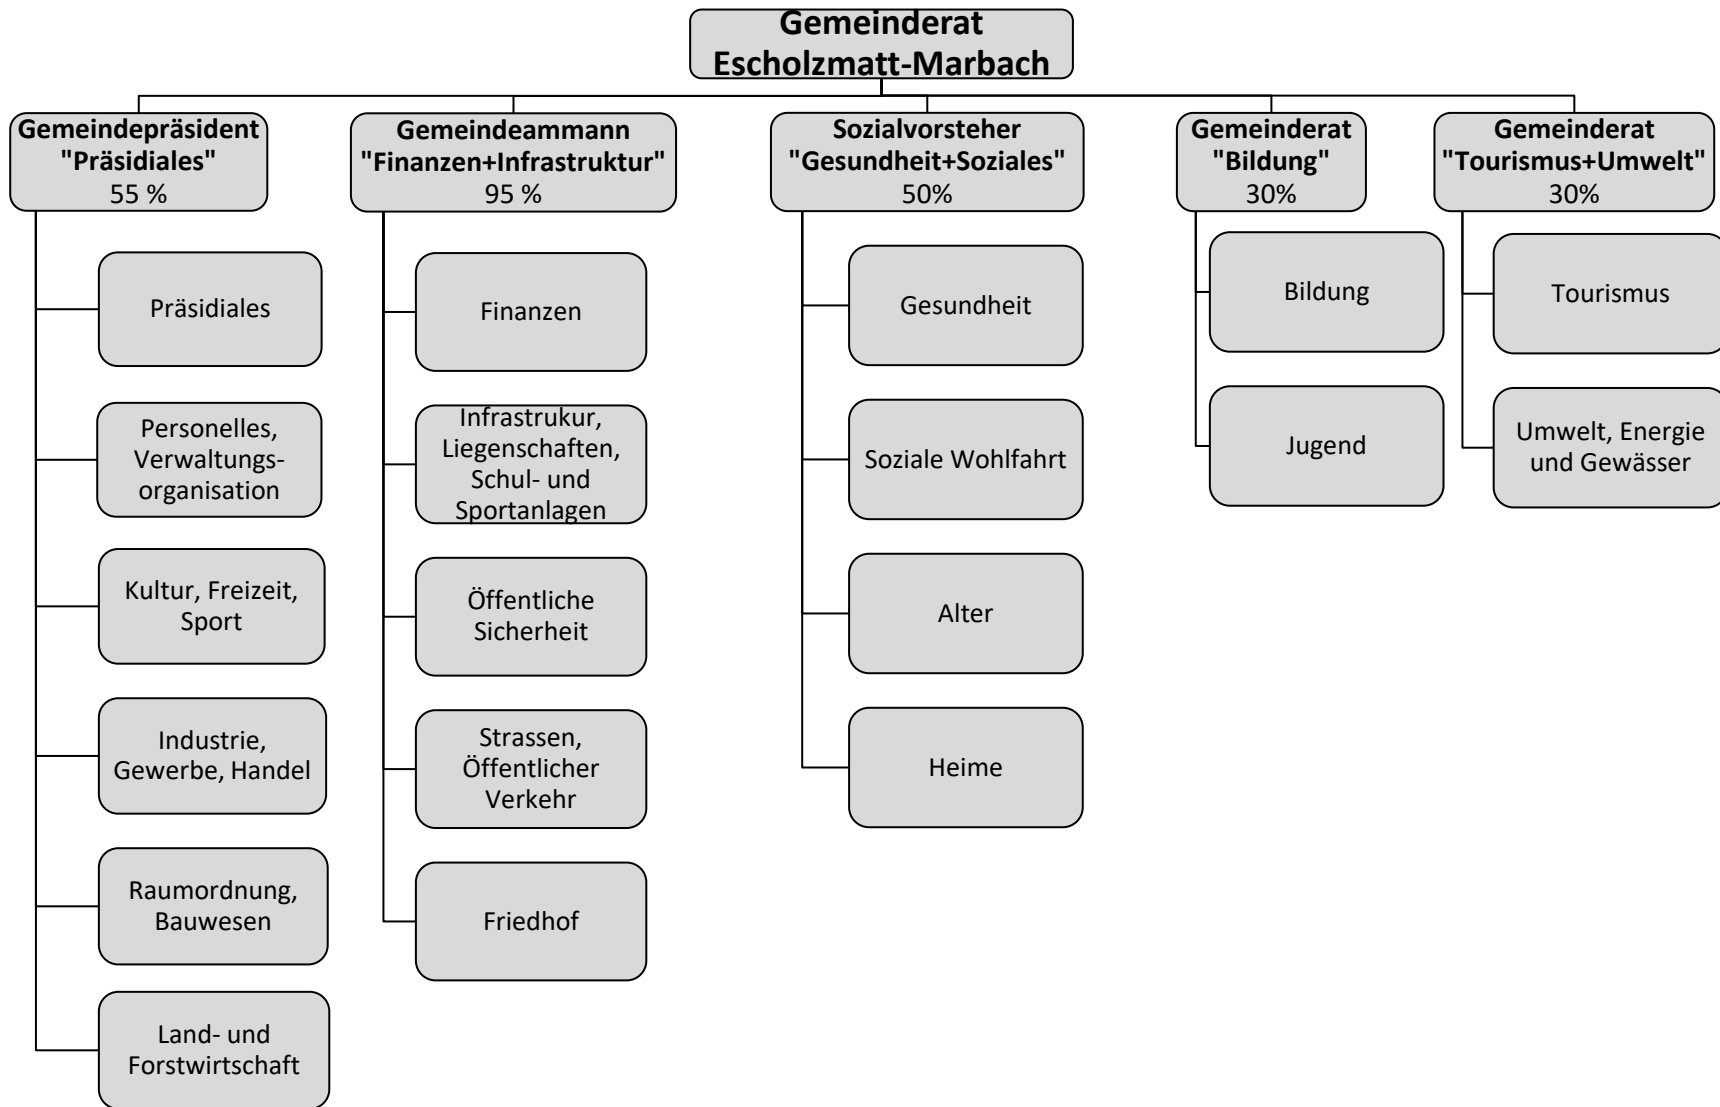 Gemeinderat
Escholzmatt-Marbach
Gemeindepräsident
"Präsidiales"
55 %
Präsidiales
Personelles,
Verwaltungs-
organisation
Kultur, Freizeit,
Sport
Industrie,
Gewerbe, Handel
Raumordnung,
Bauwesen
Land- und
Forstwirtschaft
Gemeindeammann
"Finanzen+Infrastruktur"
95 %
Finanzen
Infrastrukur,
Liegenschaften,
Schul- und
Sportanlagen
Öffentliche
Sicherheit
Strassen,
Öffentlicher
Verkehr
Friedhof
Sozialvorsteher
"Gesundheit+Soziales"
50%
Gesundheit
Soziale Wohlfahrt
Alter
Heime
Gemeinderat
"Bildung"
30%
Bildung
Jugend
Gemeinderat
"Tourismus+Umwelt"
30%
Tourismus
Umwelt, Energie
und Gewässer